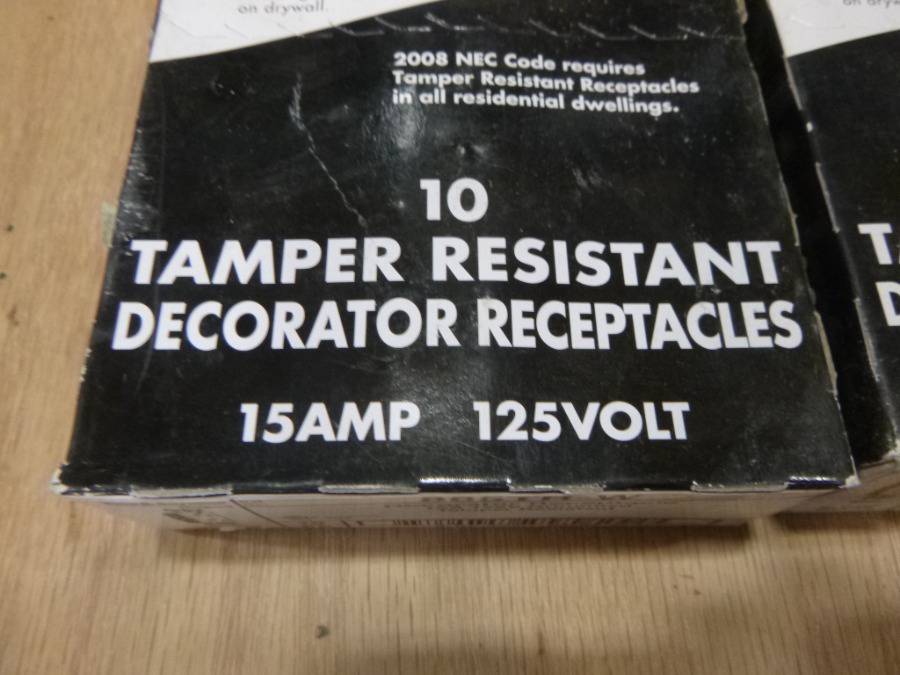 on drywall.
2008 NEC Code requires
Tamper Resistant Receptacles
in all residential dwellings.
10
TAMPER RESISTANT
DECORATOR RECEPTACLES
15AMP 125VOLT
on
T
D